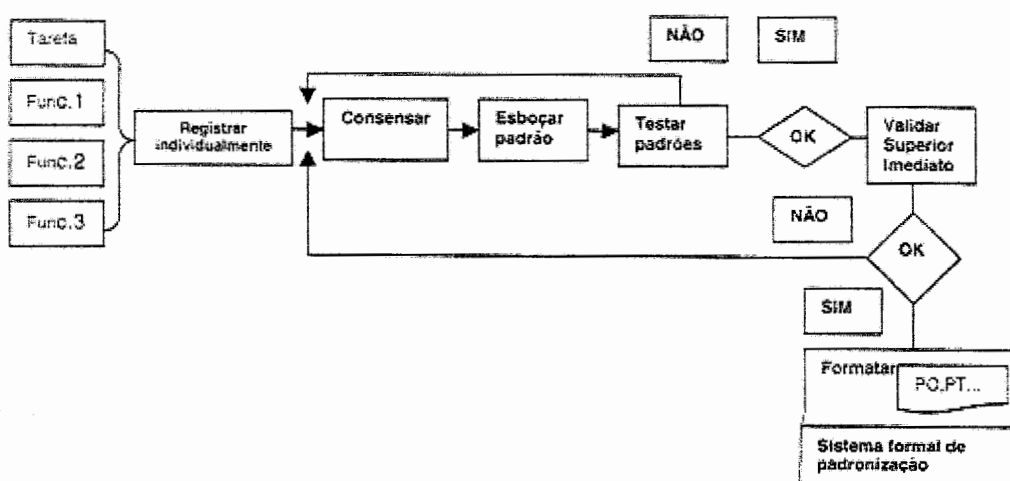 Tarefa
Func.1
Func.2
Func.3
Registrar
individualmente
Consensar
Esboçar
padrão
Testar
padrões
NÃO
SIM
OK
Validar
Superior
Imediato
NÃO
OK
SIM
Formatar
PO,PT...
Sistema formal de
padronização